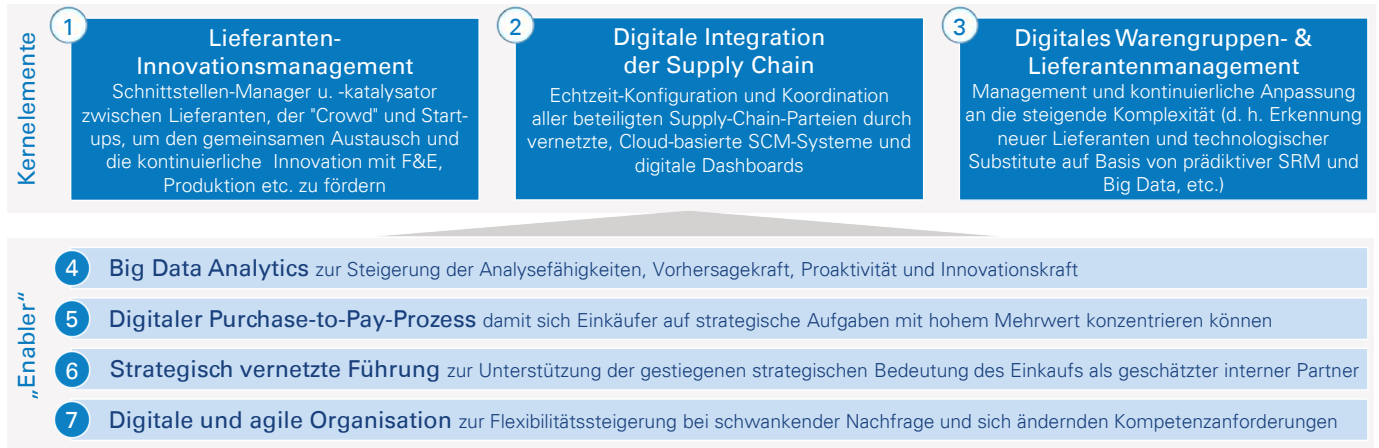 Kernelemente
1
Lieferanten-
Innovationsmanagement
Schnittstellen-Manager u. -katalysator
zwischen Lieferanten, der "Crowd" und Start-
ups, um den gemeinsamen Austausch und
die kontinuierliche Innovation mit F&E,
Produktion etc. zu fördern
2
Digitale Integration
der Supply Chain
Echtzeit-Konfiguration und Koordination
aller beteiligten Supply-Chain-Parteien durch
vernetzte, Cloud-basierte SCM-Systeme und
digitale Dashboards
3
Digitales Warengruppen- &
Lieferantenmanagement
Management und kontinuierliche Anpassung
an die steigende Komplexität (d. h. Erkennung
neuer Lieferanten und technologischer
Substitute auf Basis von prädiktiver SRM und
Big Data, etc.)
„Enabler“
4 Big Data Analytics zur Steigerung der Analysefähigkeiten, Vorhersagekraft, Proaktivität und Innovationskraft
5 Digitaler Purchase-to-Pay-Prozess damit sich Einkäufer auf strategische Aufgaben mit hohem Mehrwert konzentrieren können
6 Strategisch vernetzte Führung zur Unterstützung der gestiegenen strategischen Bedeutung des Einkaufs als geschätzter interner Partner
7 Digitale und agile Organisation zur Flexibilitätssteigerung bei schwankender Nachfrage und sich ändernden Kompetenzanforderungen